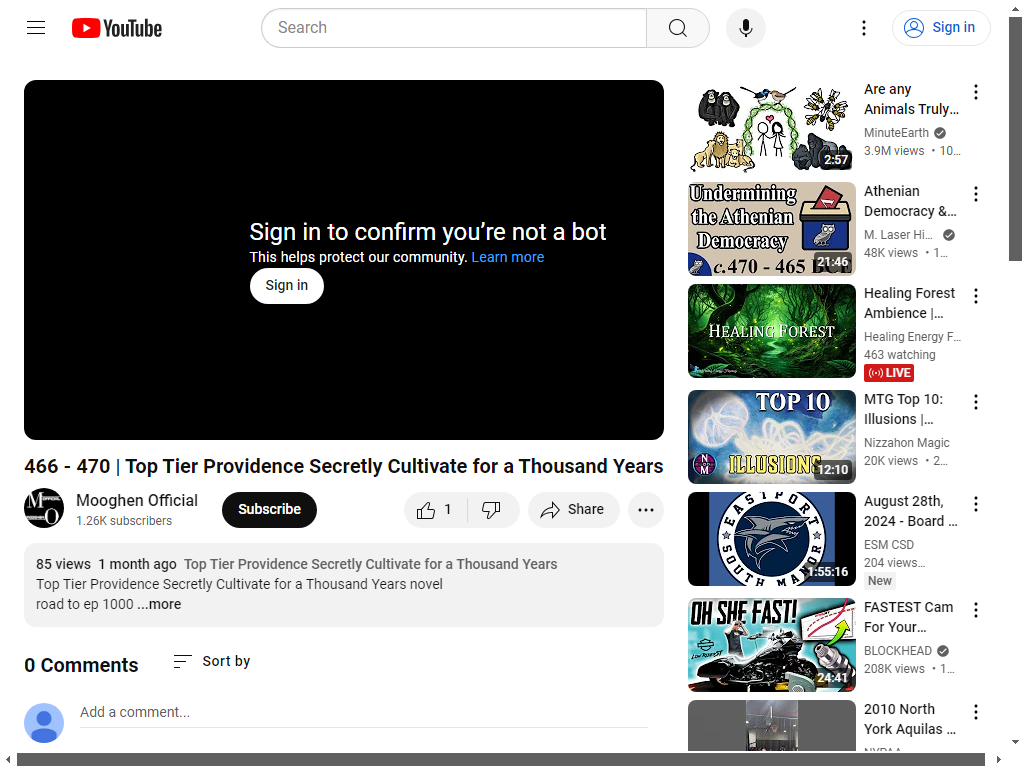 YouTube
Search
Sign in
Sign in to confirm you’re not a bot
This helps protect our community. Learn more
Sign in
466 - 470 | Top Tier Providence Secretly Cultivate for a Thousand Years
Mooghen Official
1.26K subscribers
Subscribe
1
Share
85 views 1 month ago Top Tier Providence Secretly Cultivate for a Thousand Years
Top Tier Providence Secretly Cultivate for a Thousand Years novel
road to ep 1000 ...more
0 Comments
Sort by
Add a comment...
2:57
Are any
Animals Truly...
MinuteEarth
3.9M views • 10...
Undermining
the Athenian
Democracy
c.470 - 465 BCE
21:46
Athenian
Democracy &...
M. Laser Hi...
48K views • 1...
HEALING FOREST
Healing Forest
Ambience |...
Healing Energy F...
463 watching
LIVE
TOP 10
ILLUSIONS
NM
12:10
MTG Top 10:
Illusions |...
Nizzahon Magic
20K views • 2...
EASTPORT
SOUTH MANOR
1:55:16
August 28th,
2024 - Board ...
ESM CSD
204 views...
New
OH SHE FAST!
24:41
FASTEST Cam
For Your...
BLOCKHEAD
208K views • 1...
2010 North
York Aquilas ...